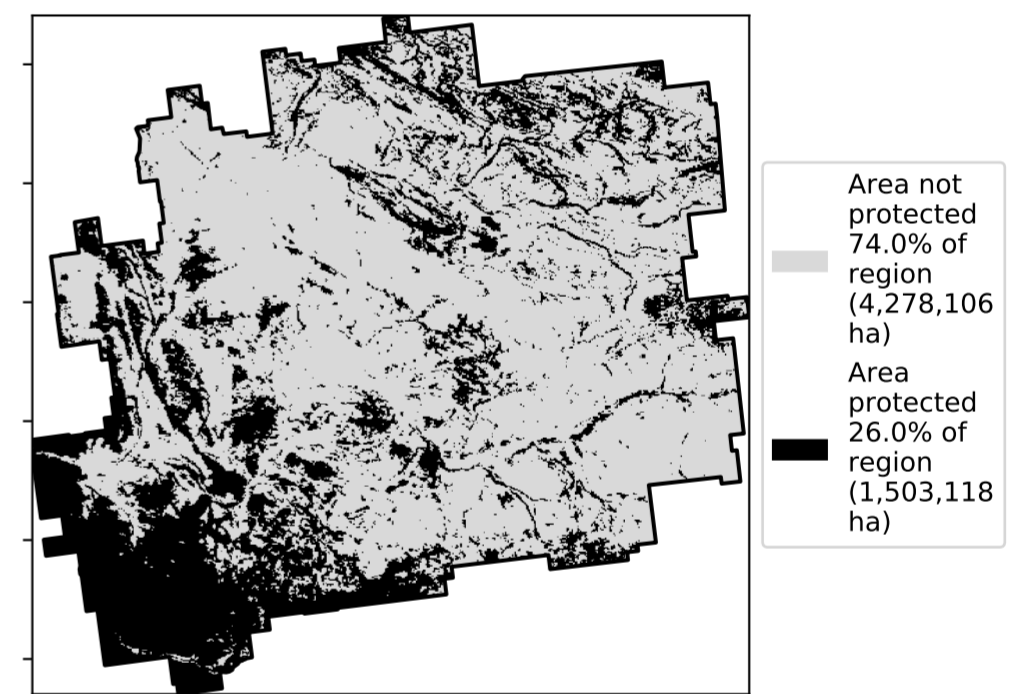 Area not
protected
74.0% of
region
(4,278,106
ha)
Area
protected
26.0% of
region
(1,503,118
ha)